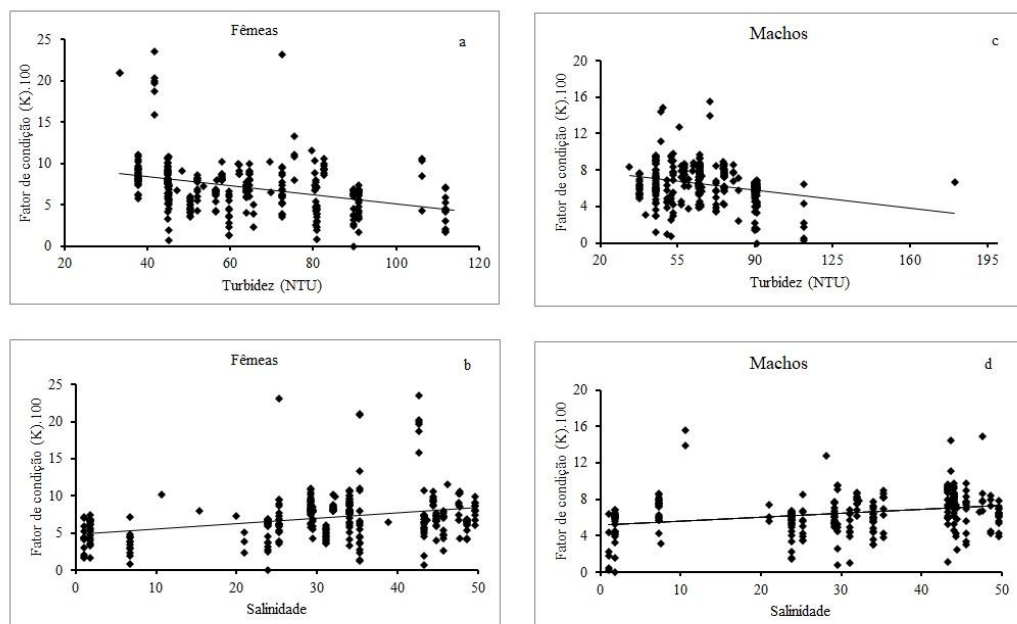 Fêmeas
a
Fator de condição (K).100
25
20
15
10
5
0
20 40 60 80 100 120
Turbidez (NTU)
Machos
c
Fator de condição (K).100
20
16
12
8
4
0
20 55 90 125 160 195
Turbidez (NTU)
Fêmeas
b
Fator de condição (K).100
25
20
15
10
5
0
0 10 20 30 40 50
Salinidade
Machos
d
Fator de condição (K).100
20
16
12
8
4
0
0 10 20 30 40 50
Salinidade